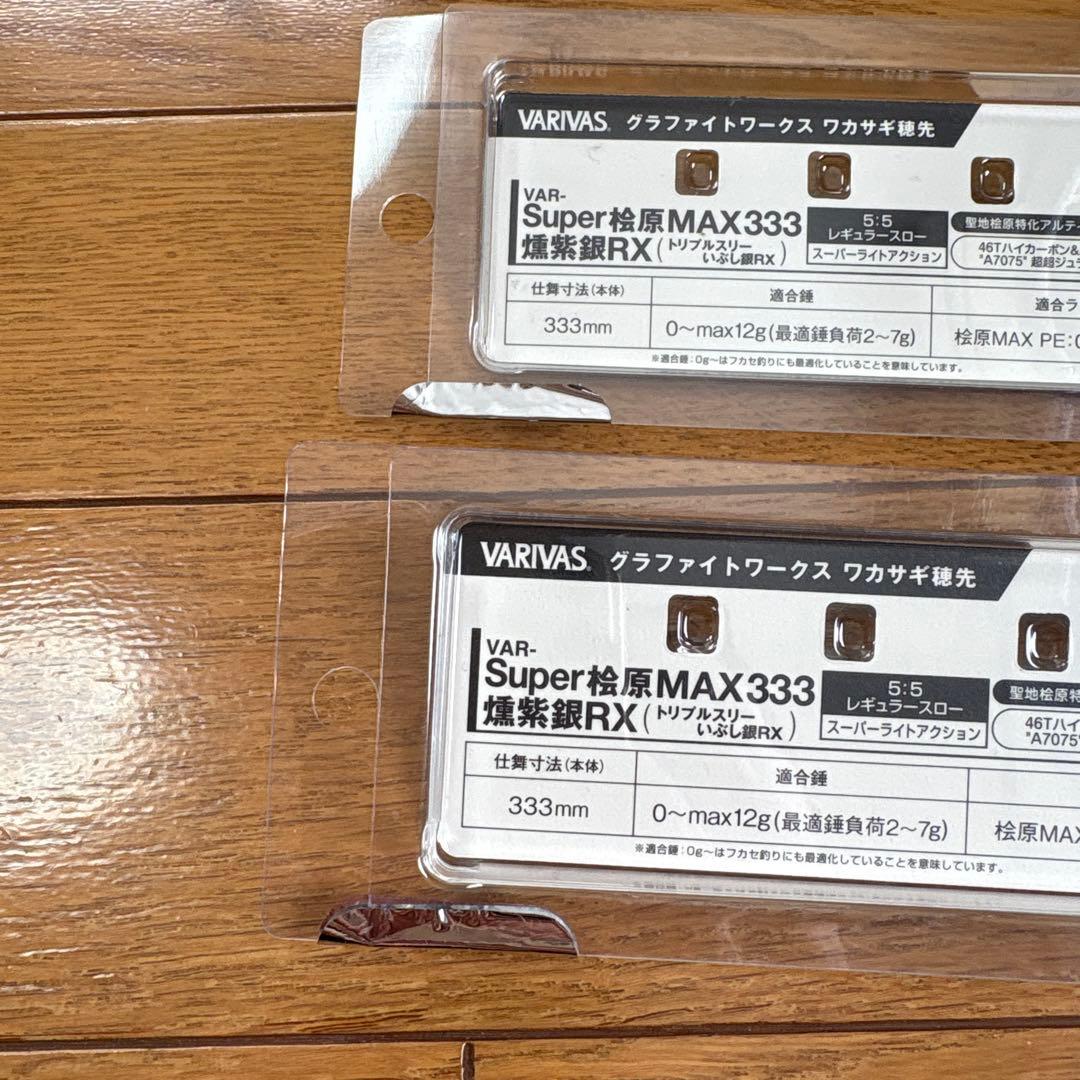 VARIVAS® グラファイトワークス ワカサギ穂先
VAR-
Super桧原MAX333
燻紫銀RX(トリプルスリー いぶし銀RX)
5:5
レギュラースロー
スーパーライトアクション
聖地桧原特化アルテ
46Tハイカーボン&
"A7075" 超超ジュラ
仕舞寸法(本体) 適合錘 適合ラ
333mm 0〜max12g(最適錘負荷2〜7g) 桧原MAX PE:0
※適合錘:0g〜はフカセ釣りにも最適化していることを意味しています。
VARIVAS® グラファイトワークス ワカサギ穂先
VAR-
Super桧原MAX333
燻紫銀RX(トリプルスリー いぶし銀RX)
5:5
レギュラースロー
スーパーライトアクション
聖地桧原特
46Tハイ
"A7075"
仕舞寸法(本体) 適合錘
333mm 0〜max12g(最適錘負荷2〜7g) 桧原MAX
※適合錘:0g〜はフカセ釣りにも最適化していることを意味しています。